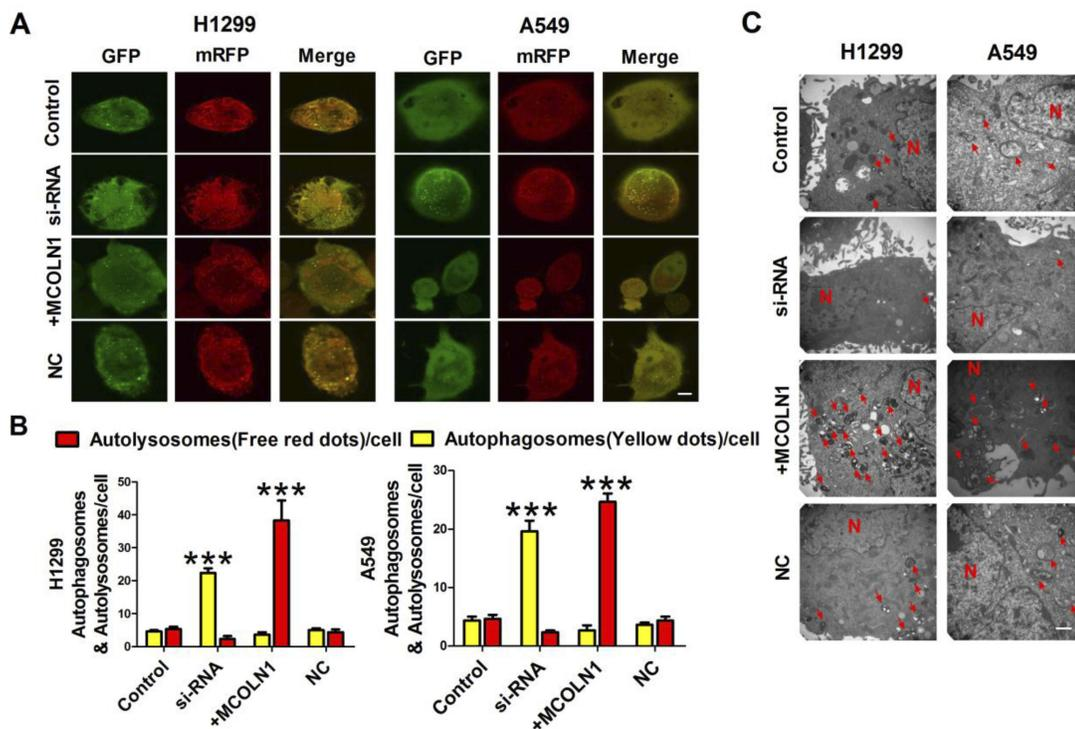 A
H1299
A549
GFP mRFP Merge
GFP mRFP Merge
Control
si-RNA
+MCOLN1
NC
B
Autolysosomes(Free red dots)/cell
Autophagosomes(Yellow dots)/cell
H1299
Autophagosomes
& Autolysosomes/cell
50
40
30
20
10
0
***
***
Control
si-RNA
+MCOLN1
NC
A549
Autophagosomes
& Autolysosomes/cell
30
20
10
0
***
***
Control
si-RNA
+MCOLN1
NC
C
H1299 A549
Control
N
N
si-RNA
N
N
+MCOLN1
N
N
NC
N
N